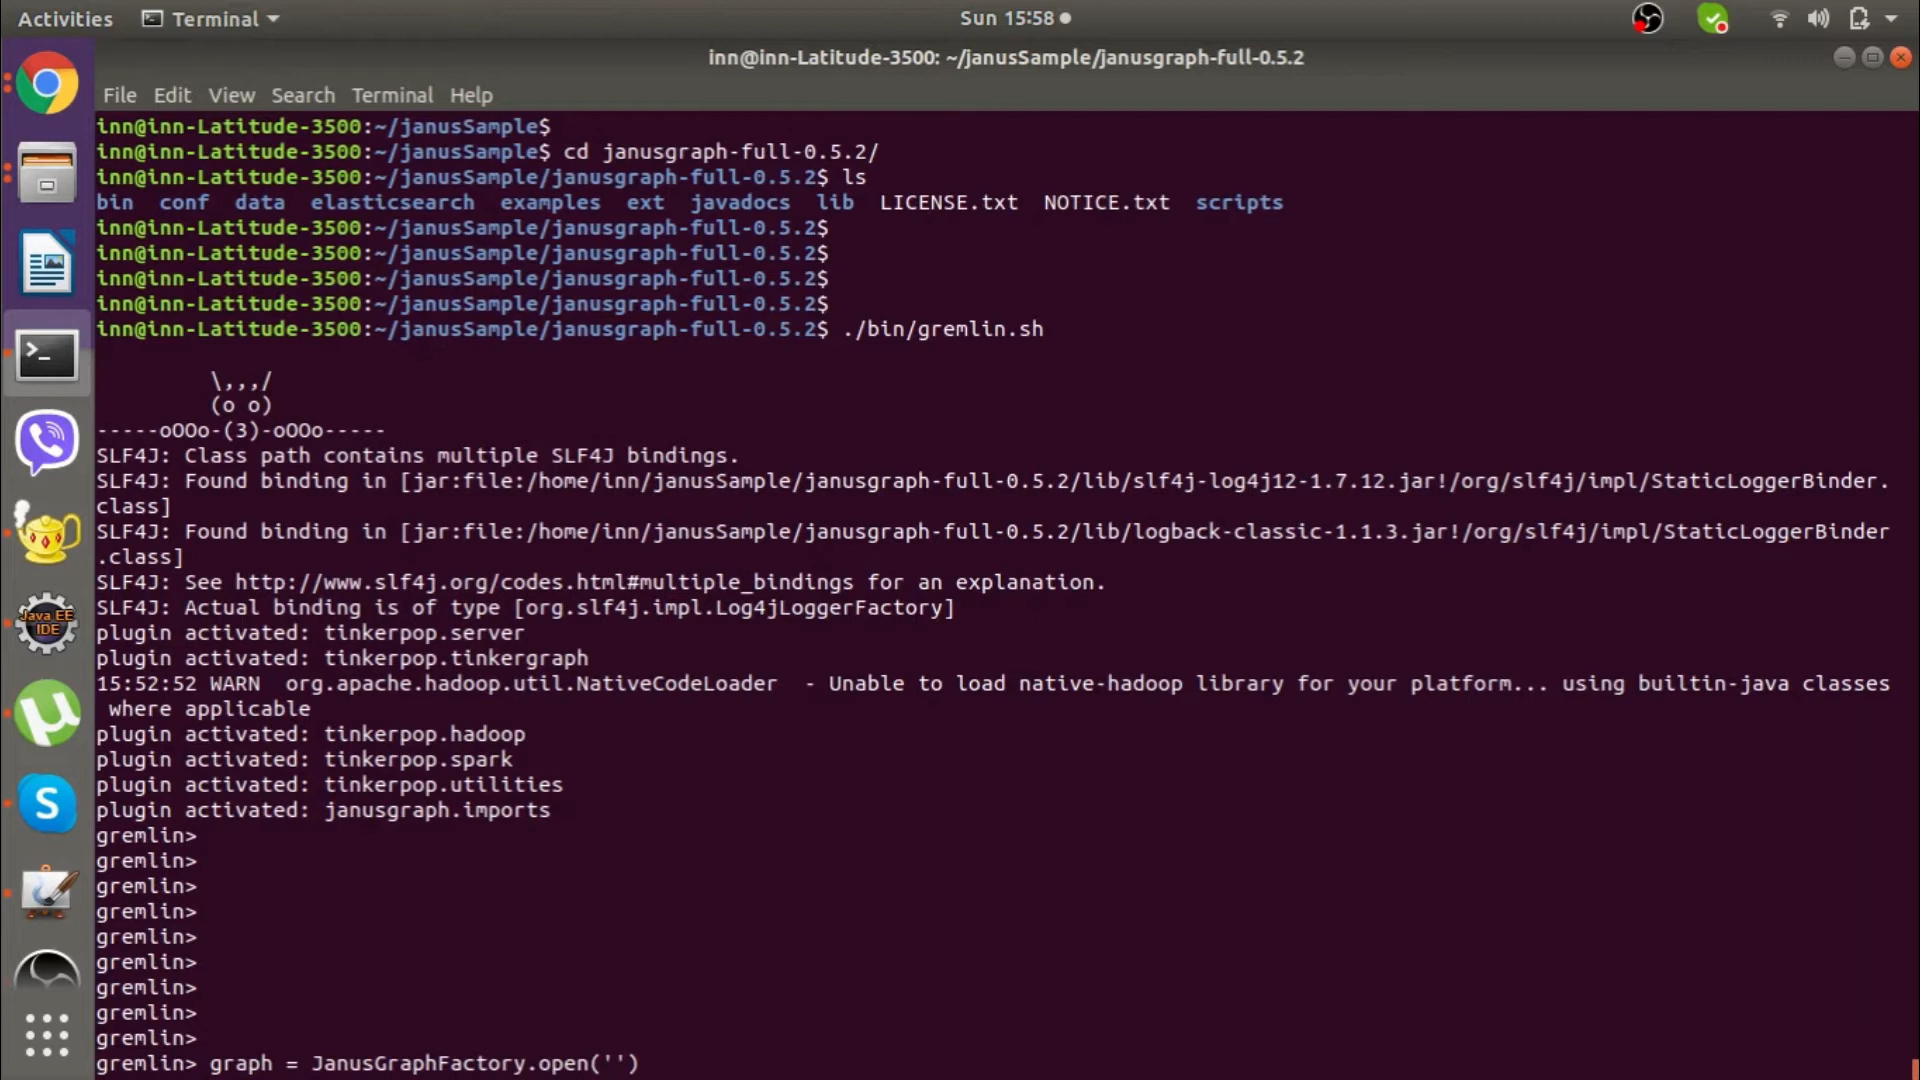 Activities
Terminal
Sun 15:58
inn@inn-Latitude-3500: ~/janusSample/janusgraph-full-0.5.2
File Edit View Search Terminal Help
inn@inn-Latitude-3500:~/janusSample$
inn@inn-Latitude-3500:~/janusSample$ cd janusgraph-full-0.5.2/
inn@inn-Latitude-3500:~/janusSample/janusgraph-full-0.5.2$ ls
bin conf data elasticsearch examples ext javadocs lib LICENSE.txt NOTICE.txt scripts
inn@inn-Latitude-3500:~/janusSample/janusgraph-full-0.5.2$
inn@inn-Latitude-3500:~/janusSample/janusgraph-full-0.5.2$
inn@inn-Latitude-3500:~/janusSample/janusgraph-full-0.5.2$
inn@inn-Latitude-3500:~/janusSample/janusgraph-full-0.5.2$
inn@inn-Latitude-3500:~/janusSample/janusgraph-full-0.5.2$ ./bin/gremlin.sh
\,,,/
(o o)
-----oOOo-(3)-oOOo-----
SLF4J: Class path contains multiple SLF4J bindings.
SLF4J: Found binding in [jar:file:/home/inn/janusSample/janusgraph-full-0.5.2/lib/slf4j-log4j12-1.7.12.jar!/org/slf4j/impl/StaticLoggerBinder.
class]
SLF4J: Found binding in [jar:file:/home/inn/janusSample/janusgraph-full-0.5.2/lib/logback-classic-1.1.3.jar!/org/slf4j/impl/StaticLoggerBinder
.class]
SLF4J: See http://www.slf4j.org/codes.html#multiple_bindings for an explanation.
SLF4J: Actual binding is of type [org.slf4j.impl.Log4jLoggerFactory]
plugin activated: tinkerpop.server
plugin activated: tinkerpop.tinkergraph
15:52:52 WARN  org.apache.hadoop.util.NativeCodeLoader  - Unable to load native-hadoop library for your platform... using builtin-java classes
where applicable
plugin activated: tinkerpop.hadoop
plugin activated: tinkerpop.spark
plugin activated: tinkerpop.utilities
plugin activated: janusgraph.imports
gremlin>
gremlin>
gremlin>
gremlin>
gremlin>
gremlin>
gremlin>
gremlin>
gremlin>
gremlin> graph = JanusGraphFactory.open('')
>_
Java EE
IDE
µ
S